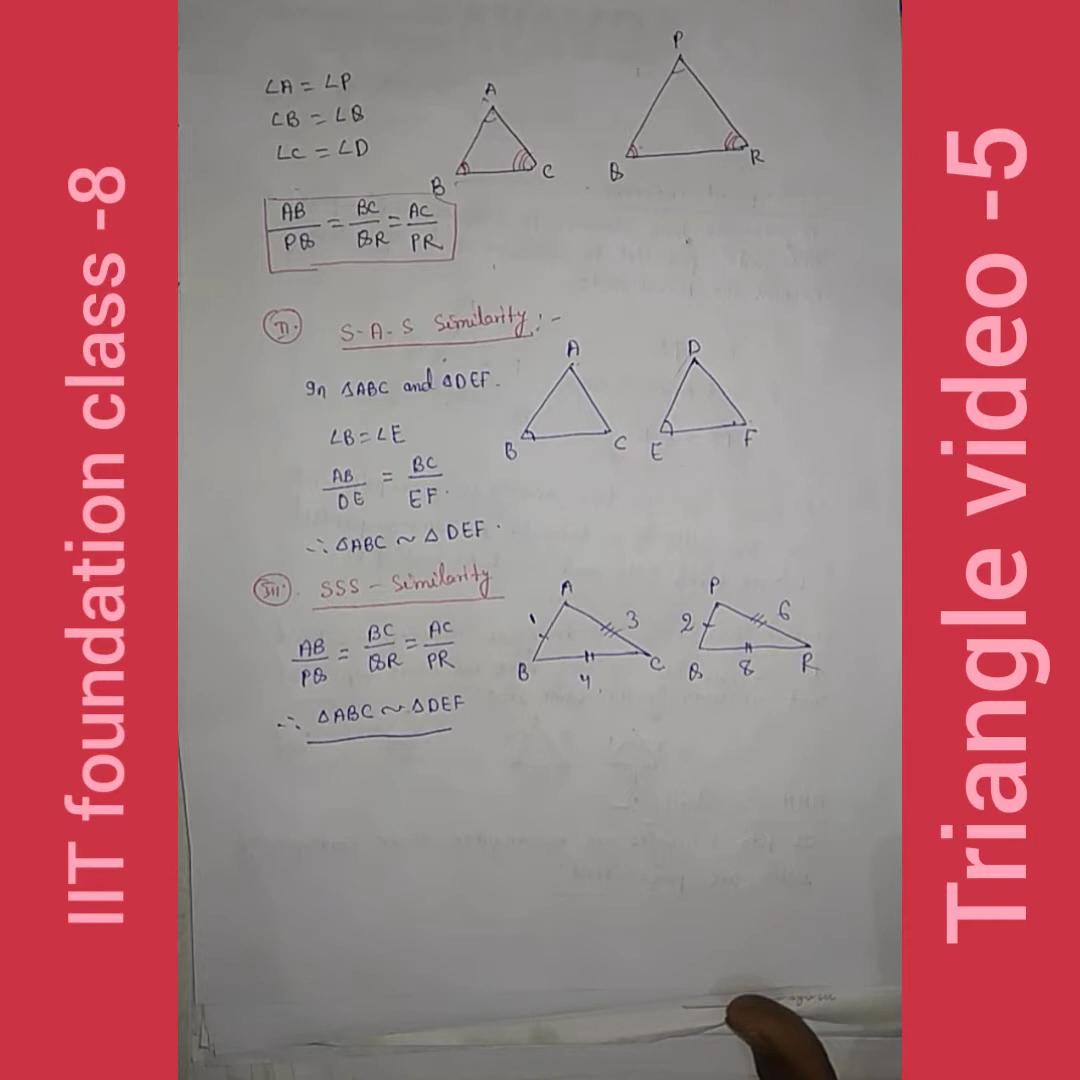 IIT foundation class -8
∠A = ∠P
∠B = ∠Q
∠C = ∠D
A
B
C
P
Q
R
AB/PQ = BC/QR = AC/PR
II. S-A-S Similarity :-
In ΔABC and ΔDEF.
∠B = ∠E
AB/DE = BC/EF.
∴ ΔABC ~ ΔDEF.
A
B
C
D
E
F
III. SSS - Similarity
AB/PQ = BC/QR = AC/PR
∴ ΔABC ~ ΔDEF
A
1
3
B
4
C
P
2
6
Q
8
R
Triangle video -5